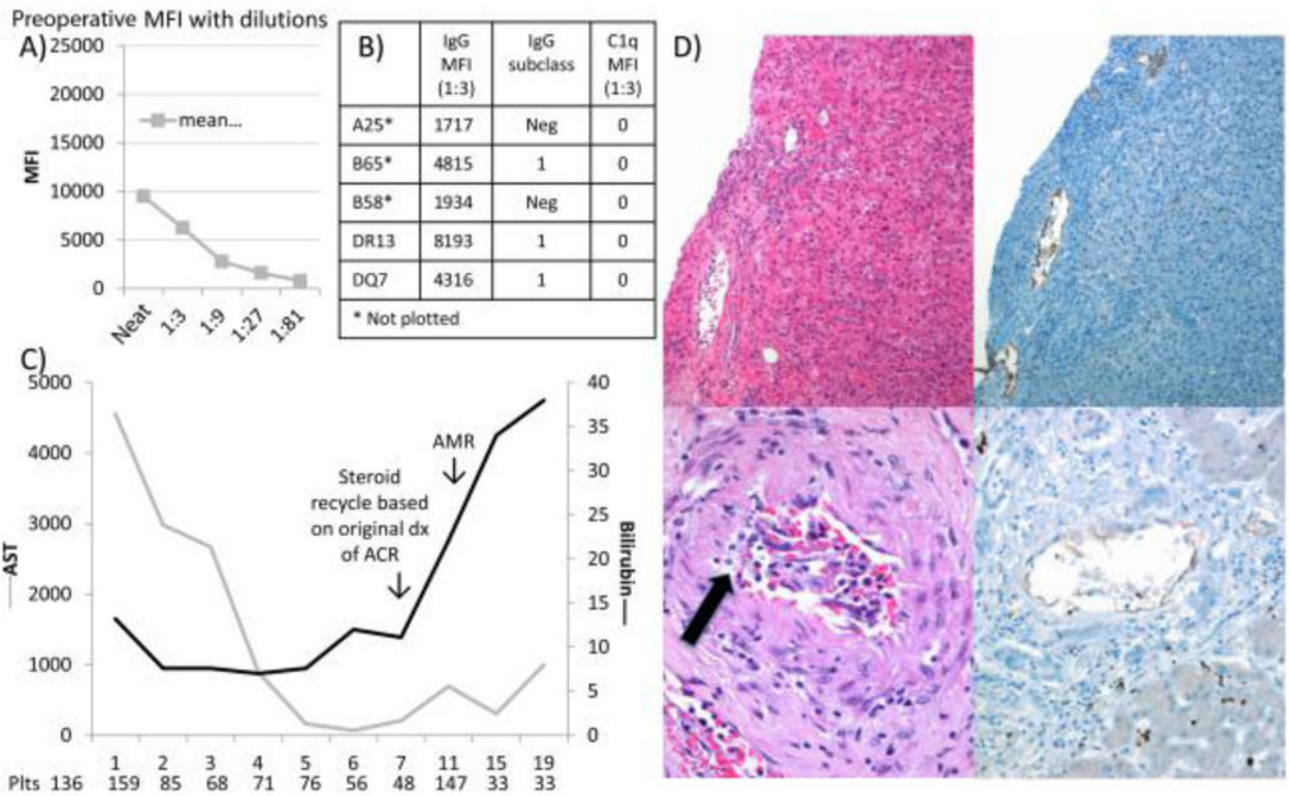 Preoperative MFI with dilutions
A)
25000
20000
15000
10000
5000
0
MFI
mean...
Neat 1:3 1:9 1:27 1:81
B) IgG MFI (1:3) IgG subclass C1q MFI (1:3)
A25* 1717 Neg 0
B65* 4815 1 0
B58* 1934 Neg 0
DR13 8193 1 0
DQ7 4316 1 0
* Not plotted
C)
5000
4000
3000
2000
1000
0
AST
Steroid
recycle based
on original dx
of ACR
AMR
40
35
30
25
20
15
10
5
0
Bilirubin
1 2 3 4 5 6 7 11 15 19
Plts 136 159 85 68 71 76 56 48 147 33 33
D)